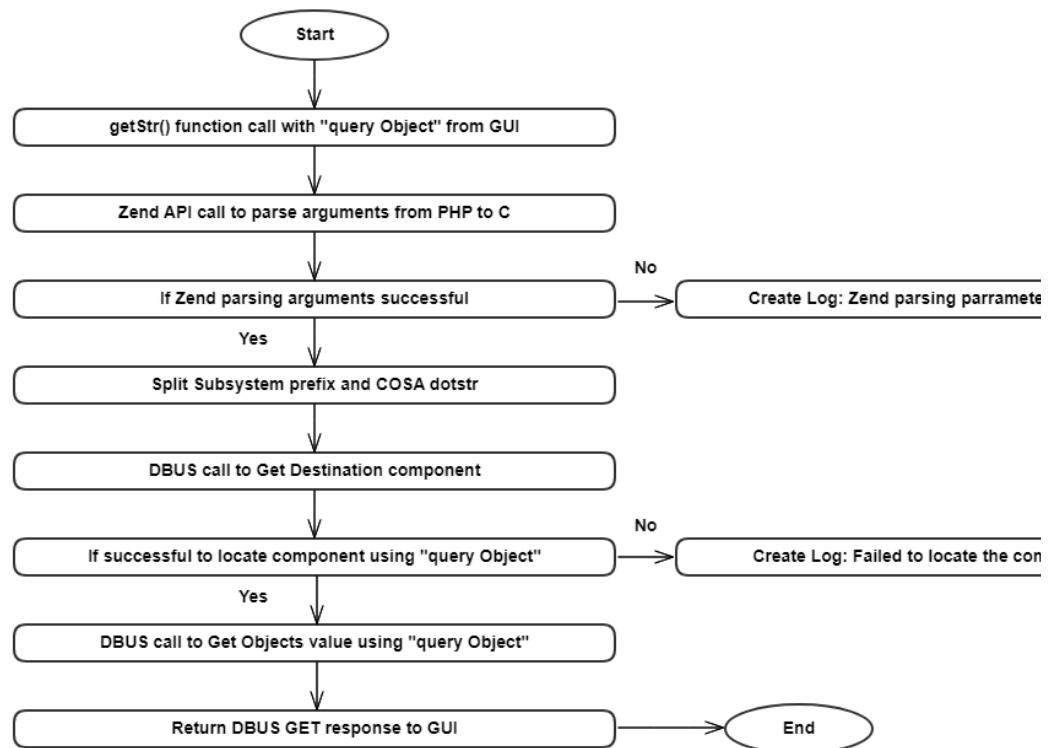 Start
getStr() function call with "query Object" from GUI
Zend API call to parse arguments from PHP to C
If Zend parsing arguments successful
No
Create Log: Zend parsing
Yes
Split Subsystem prefix and COSA dotstr
DBUS call to Get Destination component
If successful to locate component using "query Object"
No
Create Log: Failed to locate the
Yes
DBUS call to Get Objects value using "query Object"
Return DBUS GET response to GUI
End